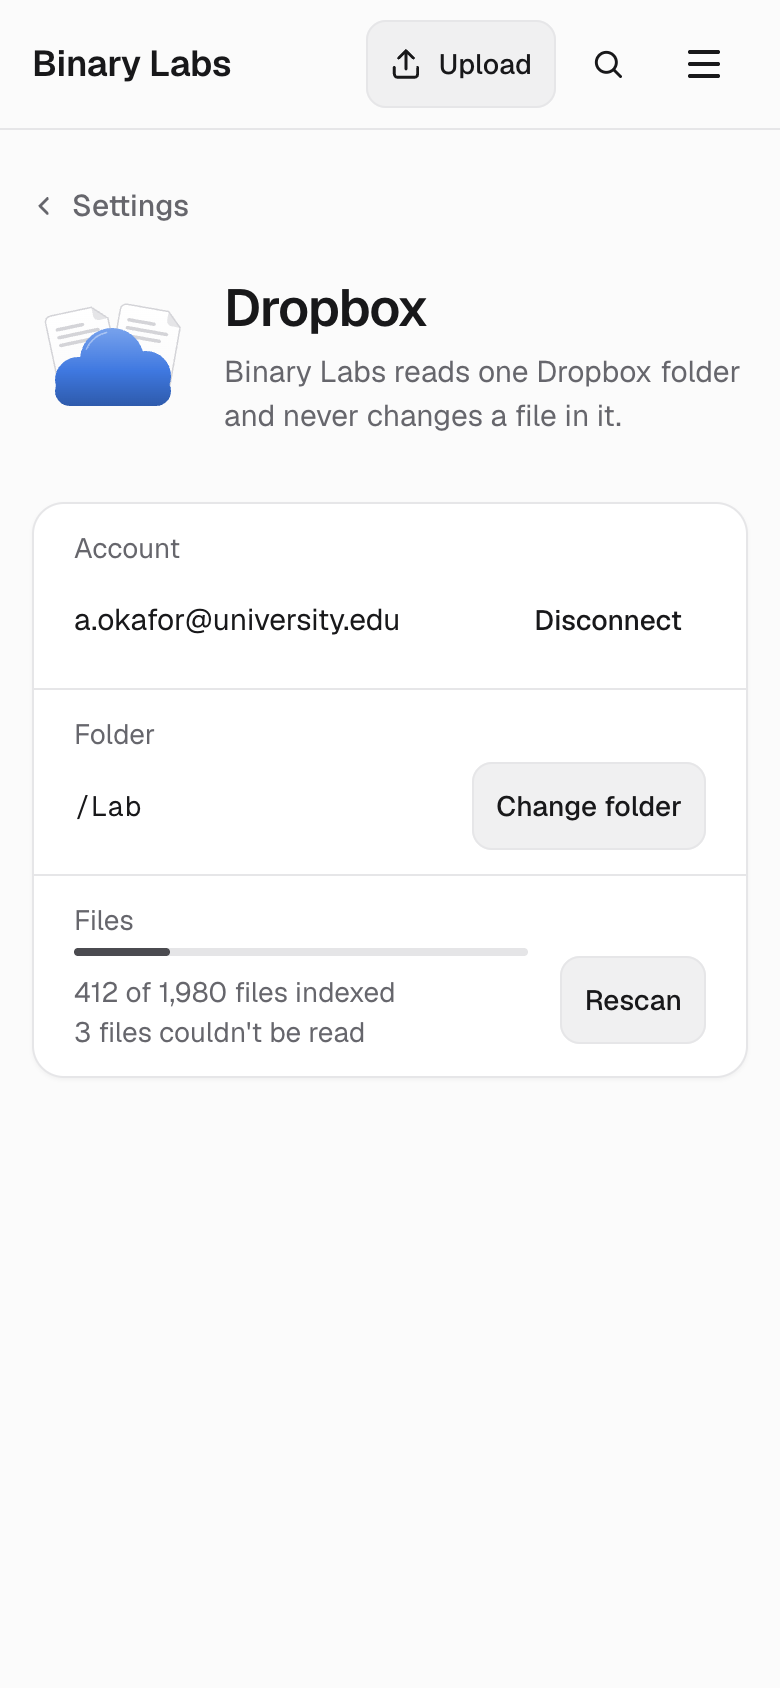 Binary Labs
Upload
Settings
Dropbox
Binary Labs reads one Dropbox folder
and never changes a file in it.
Account
a.okafor@university.edu
Disconnect
Folder
/Lab
Change folder
Files
412 of 1,980 files indexed
3 files couldn't be read
Rescan